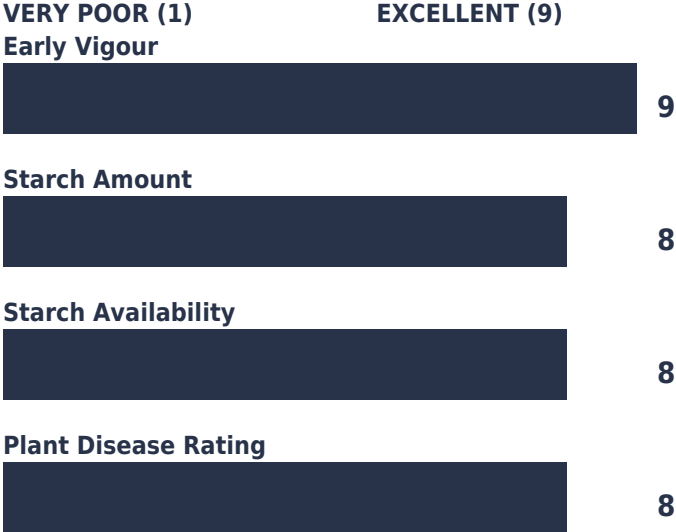 VERY POOR (1) EXCELLENT (9)
Early Vigour
9
Starch Amount
8
Starch Availability
8
Plant Disease Rating
8